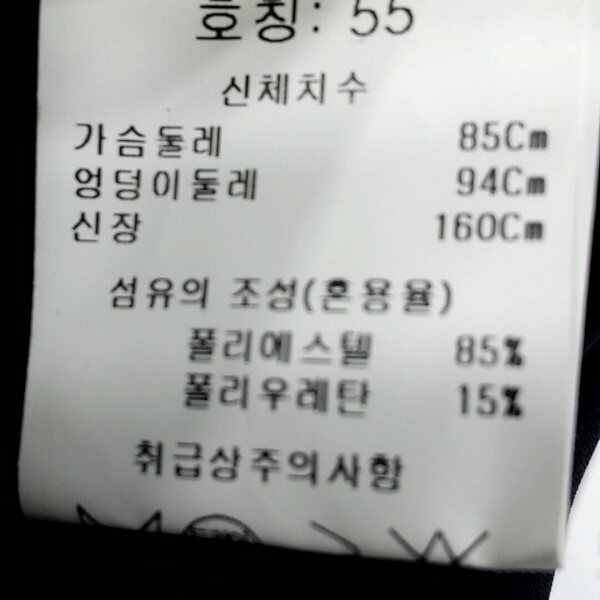 호칭: 55
신체치수
가슴둘레 85Cm
엉덩이둘레 94Cm
신장 160Cm
섬유의 조성(혼용율)
폴리에스텔 85%
폴리우레탄 15%
취급상주의사항